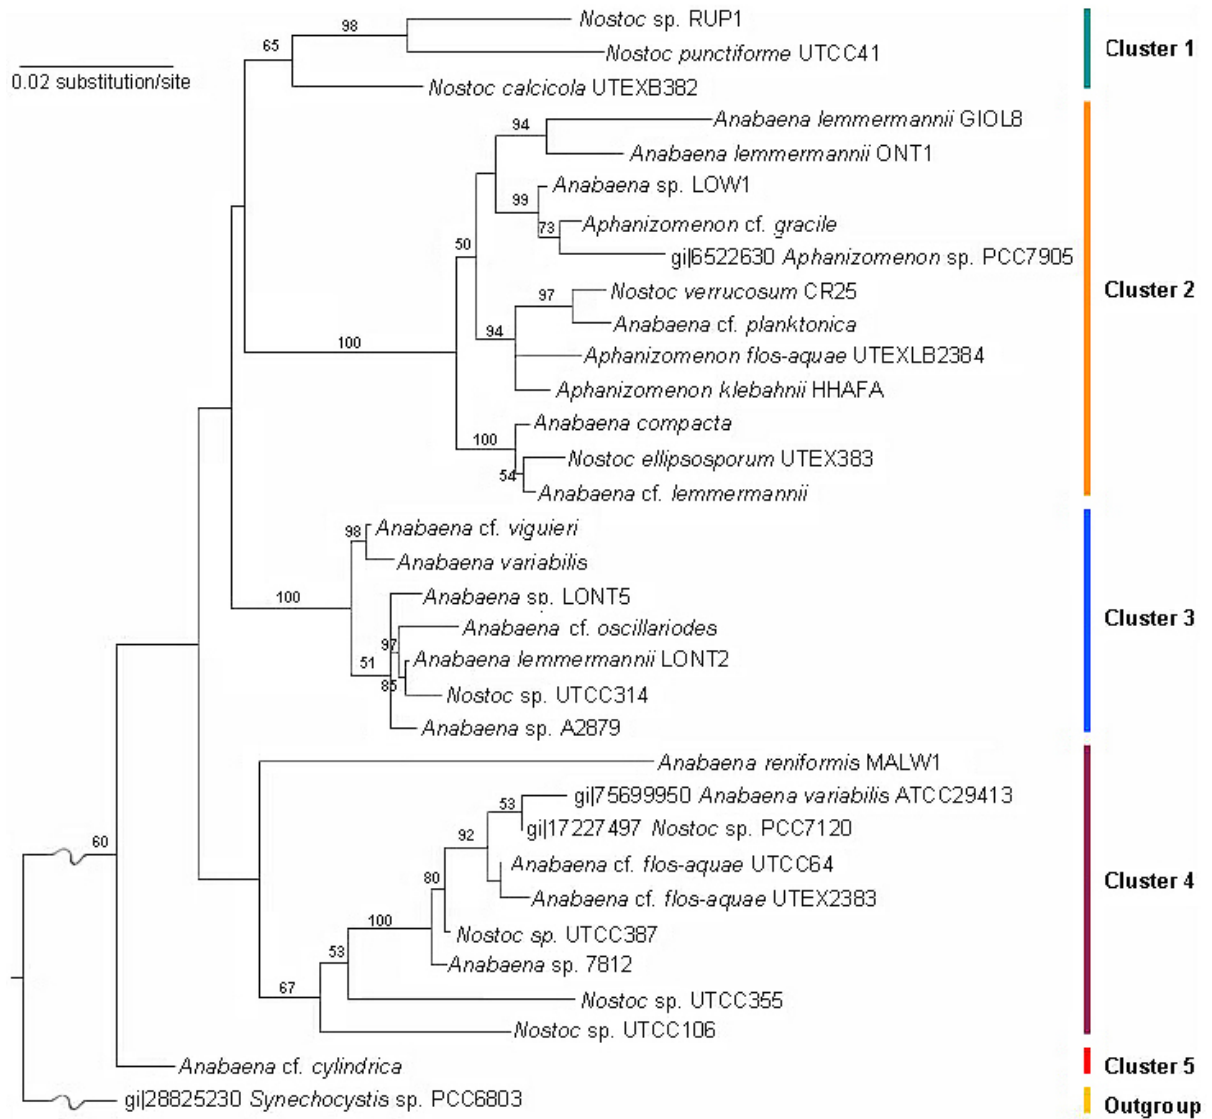 Nostoc sp. RUP1
98
65
Cluster 1
Nostoc punctiforme UTCC41
0.02 substitution/site
Nostoc calcicola UTEXB382
94
Anabaena lemmermannii GIOL8
Anabaena lemmermannii ONT1
Anabaena sp. LOW1
99
73
Aphanizomenon cf. gracile
50
gi|6522630 Aphanizomenon sp. PCC7905
Cluster 2
97
Nostoc verrucosum CR25
Anabaena cf. planktonica
94
100
Aphanizomenon flos-aquae UTEXLB2384
Aphanizomenon klebahnii HHAFA
Anabaena compacta
100
Nostoc ellipsosporum UTEX383
54
Anabaena cf. lemmermannii
98
Anabaena cf. viguieri
Anabaena variabilis
100
Anabaena sp. LONT5
Cluster 3
Anabaena cf. oscillariodes
97
51
Anabaena lemmermannii LONT2
85
Nostoc sp. UTCC314
Anabaena sp. A2879
Anabaena reniformis MALW1
53
gi|75699950 Anabaena variabilis ATCC29413
gi|17227497 Nostoc sp. PCC7120
92
60
Anabaena cf. flos-aquae UTCC64
80
Cluster 4
Anabaena cf. flos-aquae UTEX2383
100
Nostoc sp. UTCC387
53
Anabaena sp. 7812
67
Nostoc sp. UTCC355
Nostoc sp. UTCC106
Anabaena cf. cylindrica
Cluster 5
gi|28825230 Synechocystis sp. PCC6803
Outgroup